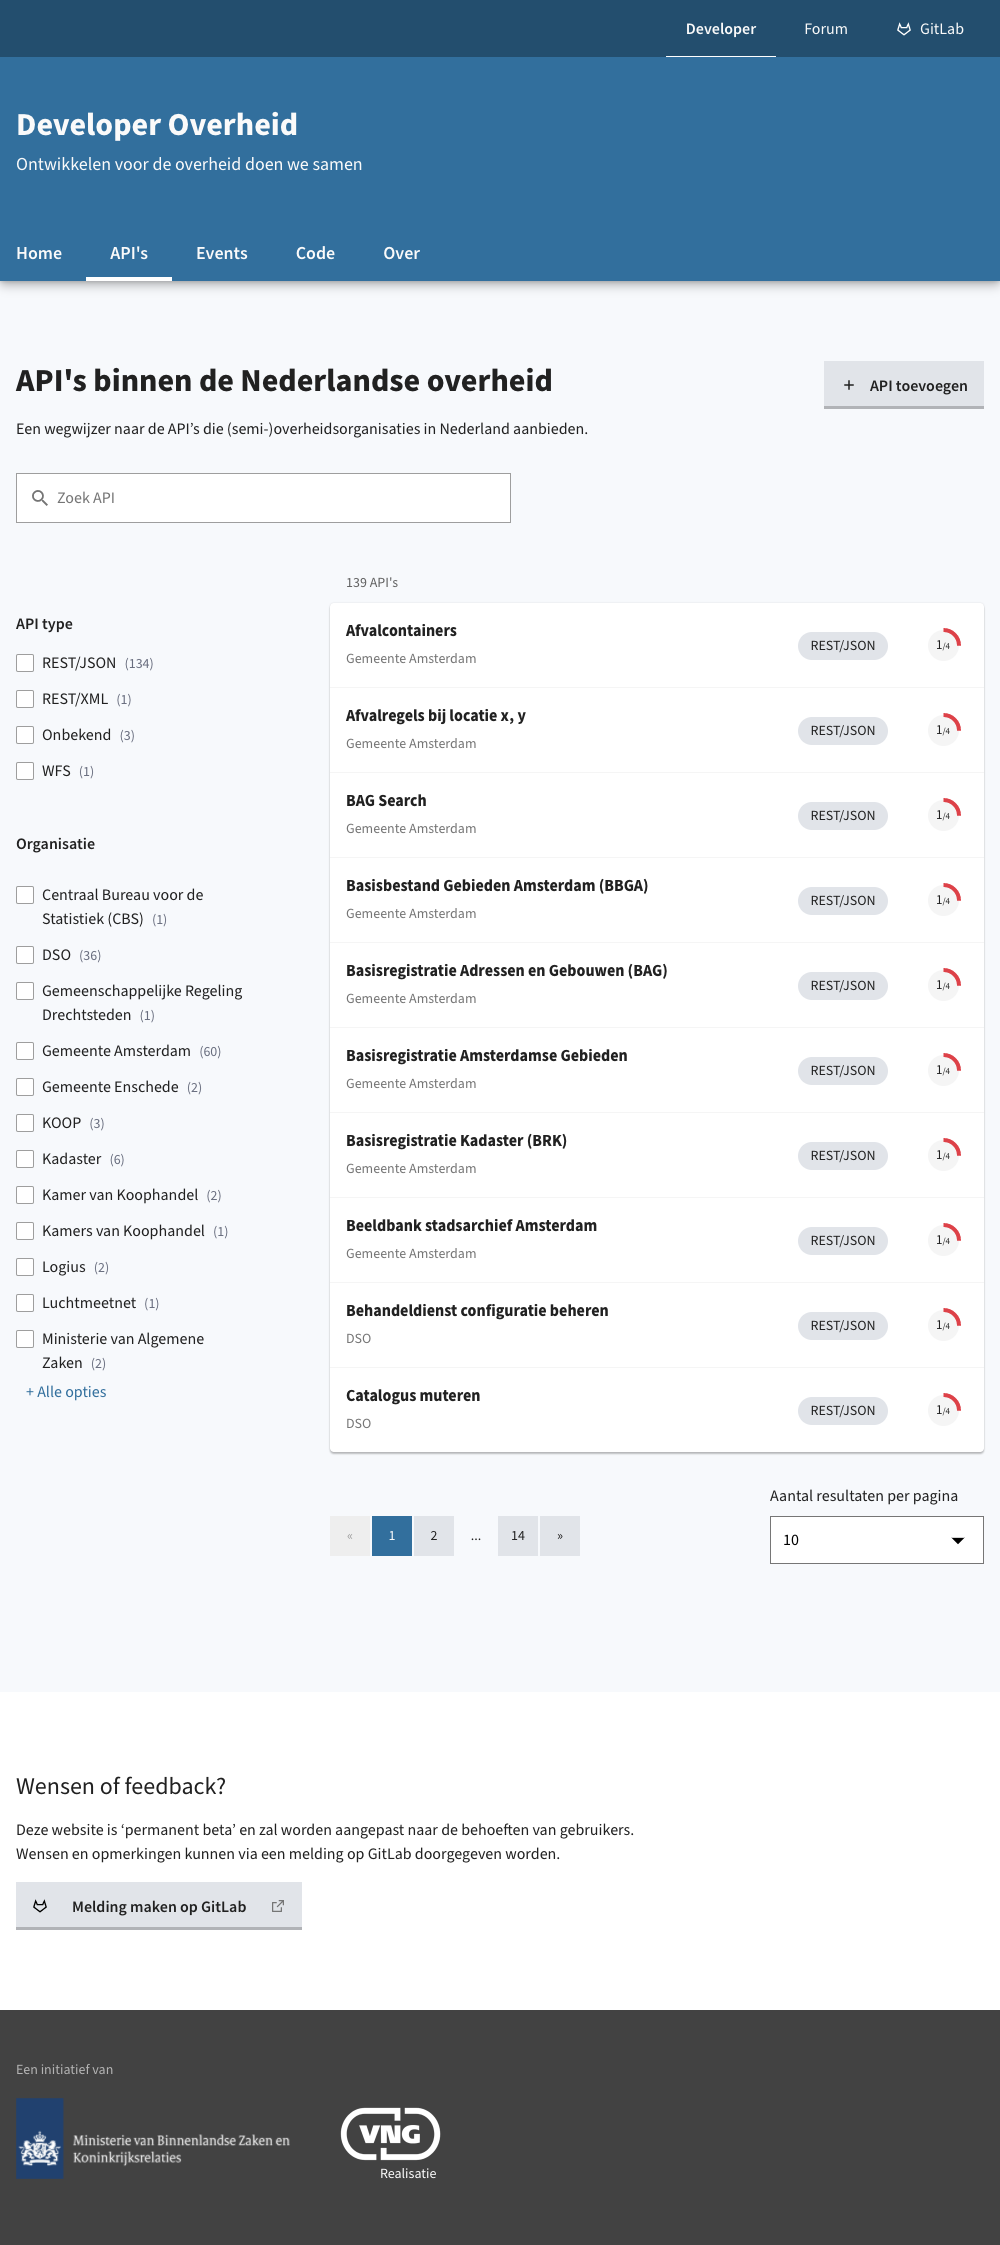 Developer
Forum
GitLab
Developer Overheid
Ontwikkelen voor de overheid doen we samen
Home
API's
Events
Code
Over
API's binnen de Nederlandse overheid
+ API toevoegen
Een wegwijzer naar de API’s die (semi-)overheidsorganisaties in Nederland aanbieden.
Zoek API
139 API's
API type
REST/JSON (134)
REST/XML (1)
Onbekend (3)
WFS (1)
Organisatie
Centraal Bureau voor de
Statistiek (CBS) (1)
DSO (36)
Gemeenschappelijke Regeling
Drechtsteden (1)
Gemeente Amsterdam (60)
Gemeente Enschede (2)
KOOP (3)
Kadaster (6)
Kamer van Koophandel (2)
Kamers van Koophandel (1)
Logius (2)
Luchtmeetnet (1)
Ministerie van Algemene
Zaken (2)
+ Alle opties
Afvalcontainers
Gemeente Amsterdam
REST/JSON
1/4
Afvalregels bij locatie x, y
Gemeente Amsterdam
REST/JSON
1/4
BAG Search
Gemeente Amsterdam
REST/JSON
1/4
Basisbestand Gebieden Amsterdam (BBGA)
Gemeente Amsterdam
REST/JSON
1/4
Basisregistratie Adressen en Gebouwen (BAG)
Gemeente Amsterdam
REST/JSON
1/4
Basisregistratie Amsterdamse Gebieden
Gemeente Amsterdam
REST/JSON
1/4
Basisregistratie Kadaster (BRK)
Gemeente Amsterdam
REST/JSON
1/4
Beeldbank stadsarchief Amsterdam
Gemeente Amsterdam
REST/JSON
1/4
Behandeldienst configuratie beheren
DSO
REST/JSON
1/4
Catalogus muteren
DSO
REST/JSON
1/4
« 1 2 ... 14 »
Aantal resultaten per pagina
10
Wensen of feedback?
Deze website is ‘permanent beta’ en zal worden aangepast naar de behoeften van gebruikers.
Wensen en opmerkingen kunnen via een melding op GitLab doorgegeven worden.
Melding maken op GitLab
Een initiatief van
Ministerie van Binnenlandse Zaken en
Koninkrijksrelaties
VNG
Realisatie